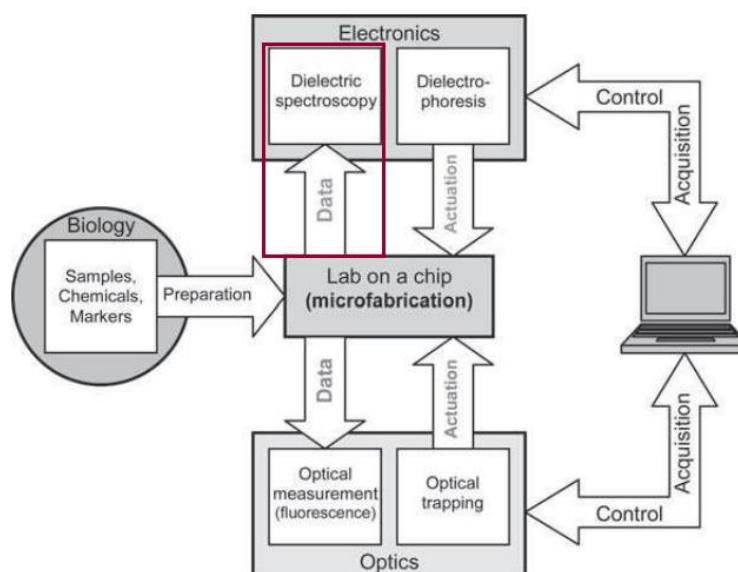 Electronics
Dielectric
spectroscopy
Dielectro-
phoresis
Control
Acquisition
Data
Actuation
Biology
Samples,
Chemicals,
Markers
Preparation
Lab on a chip
(microfabrication)
Data
Actuation
Optical
measurement
(fluorescence)
Optical
trapping
Control
Acquisition
Optics